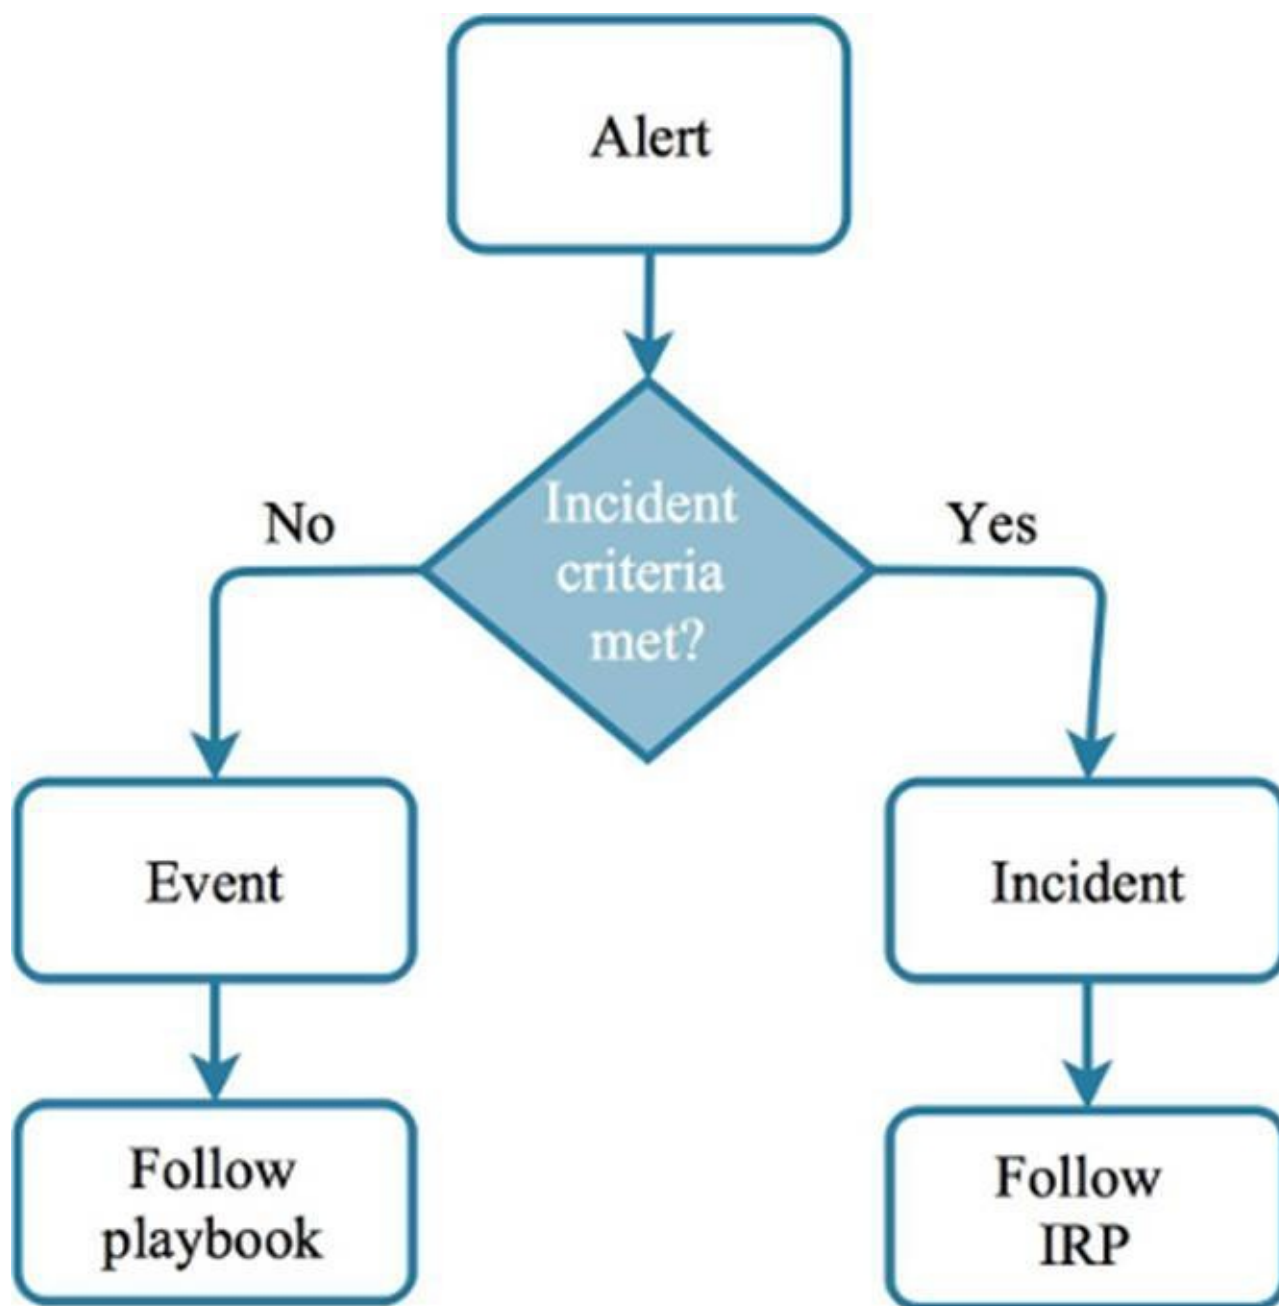 Alert
Incident
criteria
met?
No
Yes
Event
Incident
Follow
playbook
Follow
IRP